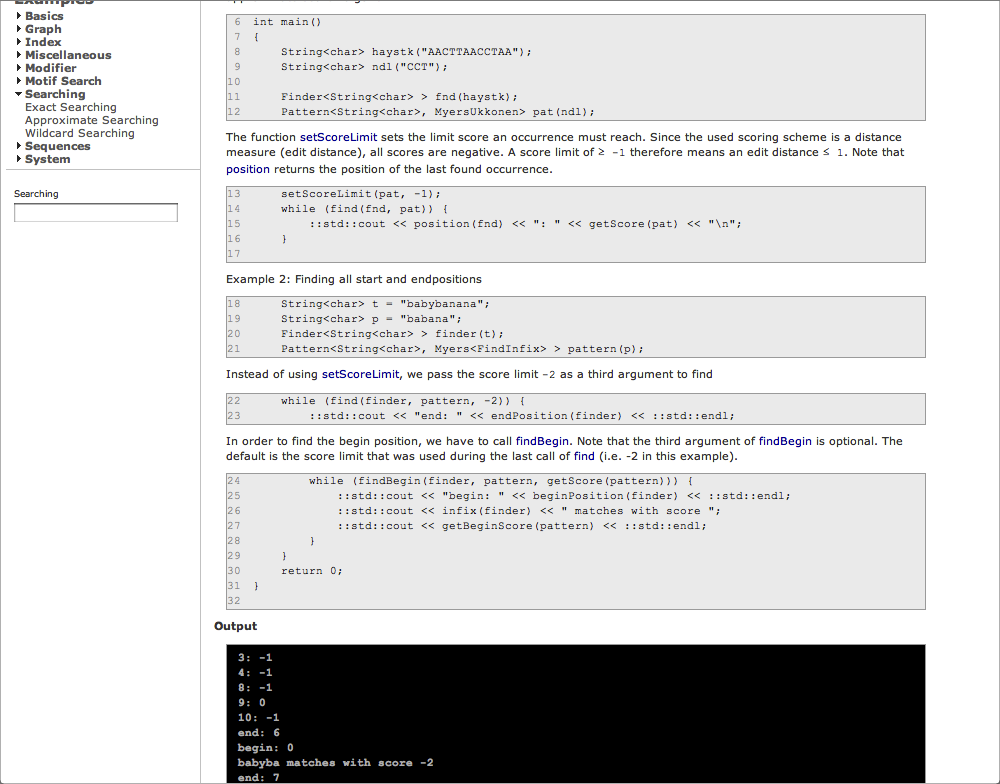 Examples
Basics
Graph
Index
Miscellaneous
Modifier
Motif Search
Searching
Exact Searching
Approximate Searching
Wildcard Searching
Sequences
System
Searching
6 int main()
7 {
8 String<char> haystk("AACTTAACCTAA");
9 String<char> ndl("CCT");
10
11 Finder<String<char> > fnd(haystk);
12 Pattern<String<char>, MyersUkkonen> pat(ndl);
The function setScoreLimit sets the limit score an occurrence must reach. Since the used scoring scheme is a distance
measure (edit distance), all scores are negative. A score limit of ≥ -1 therefore means an edit distance ≤ 1. Note that
position returns the position of the last found occurrence.
13 setScoreLimit(pat, -1);
14 while (find(fnd, pat)) {
15 ::std::cout << position(fnd) << ": " << getScore(pat) << "\n";
16 }
17
Example 2: Finding all start and endpositions
18 String<char> t = "babybanana";
19 String<char> p = "babana";
20 Finder<String<char> > finder(t);
21 Pattern<String<char>, Myers<FindInfix> > pattern(p);
Instead of using setScoreLimit, we pass the score limit -2 as a third argument to find
22 while (find(finder, pattern, -2)) {
23 ::std::cout << "end: " << endPosition(finder) << ::std::endl;
In order to find the begin position, we have to call findBegin. Note that the third argument of findBegin is optional. The
default is the score limit that was used during the last call of find (i.e. -2 in this example).
24 while (findBegin(finder, pattern, getScore(pattern))) {
25 ::std::cout << "begin: " << beginPosition(finder) << ::std::endl;
26 ::std::cout << infix(finder) << " matches with score ";
27 ::std::cout << getBeginScore(pattern) << ::std::endl;
28 }
29 }
30 return 0;
31 }
32
Output
3: -1
4: -1
8: -1
9: 0
10: -1
end: 6
begin: 0
babyba matches with score -2
end: 7